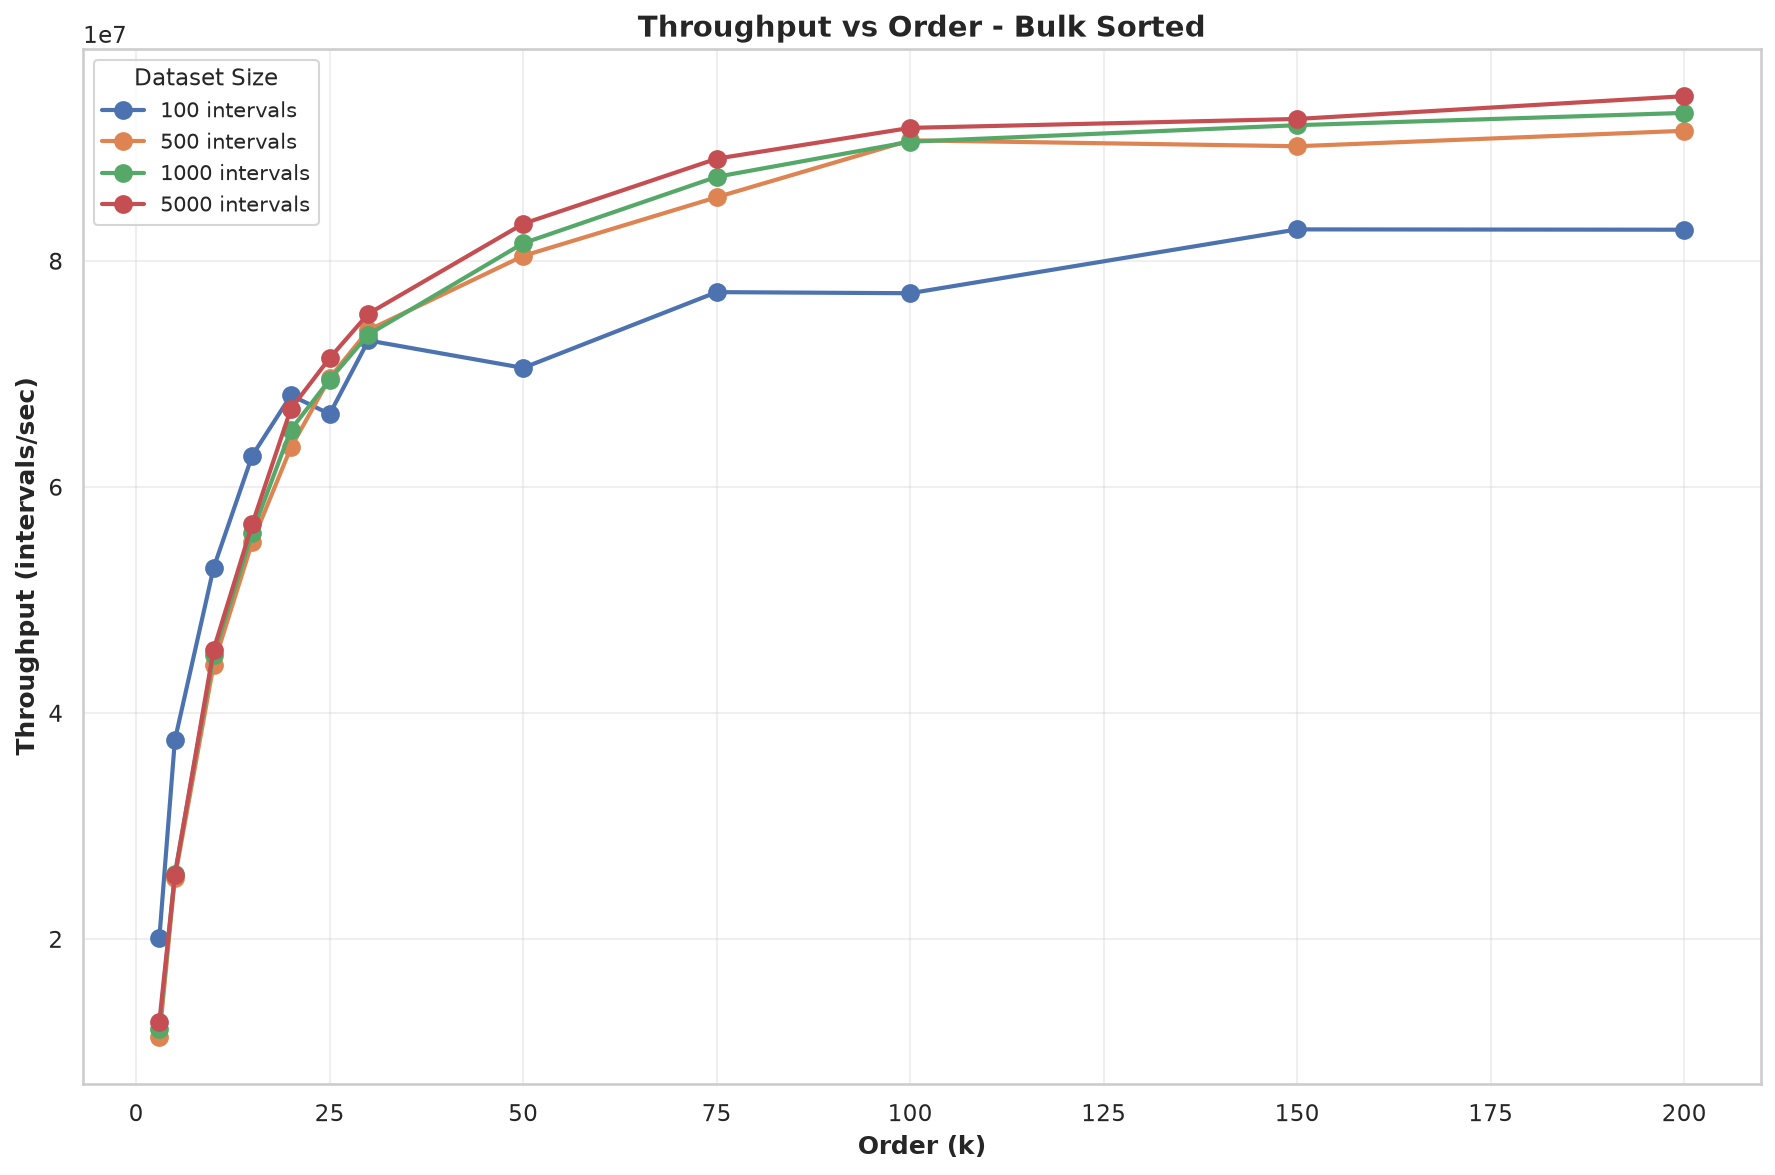 Throughput vs Order - Bulk Sorted
1e7
Dataset Size
100 intervals
500 intervals
1000 intervals
5000 intervals
8
6
4
2
Throughput (intervals/sec)
0 25 50 75 100 125 150 175 200
Order (k)